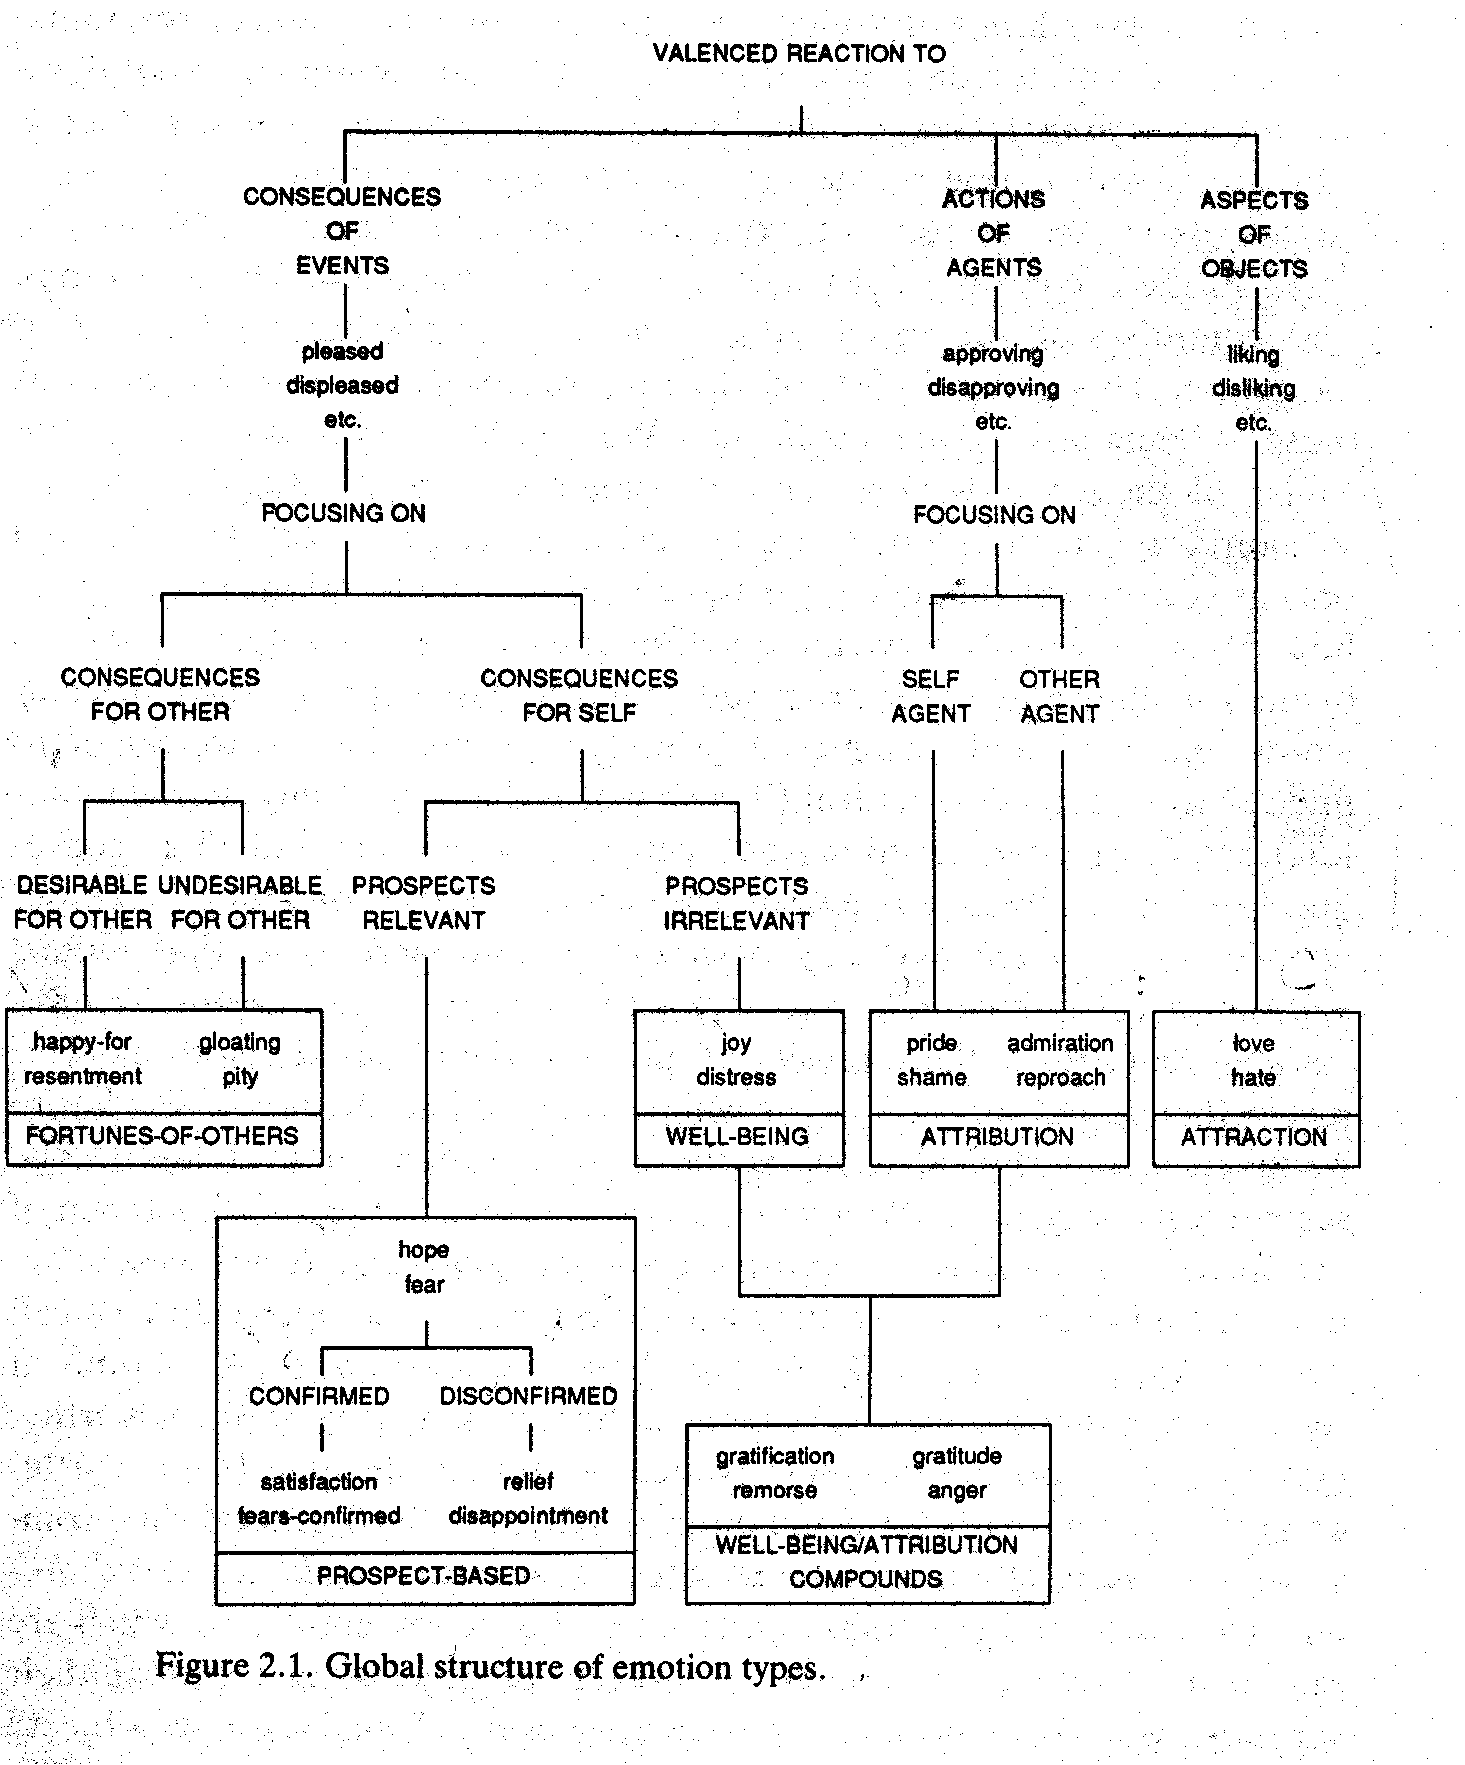 VALENCED REACTION TO
CONSEQUENCES
OF
EVENTS
ACTIONS
OF
AGENTS
ASPECTS
OF
OBJECTS
pleased
displeased
etc.
approving
disapproving
etc.
liking
disliking
etc.
FOCUSING ON
FOCUSING ON
CONSEQUENCES
FOR OTHER
CONSEQUENCES
FOR SELF
SELF
AGENT
OTHER
AGENT
DESIRABLE
FOR OTHER
UNDESIRABLE
FOR OTHER
PROSPECTS
RELEVANT
PROSPECTS
IRRELEVANT
happy-for
resentment
gloating
pity
FORTUNES-OF-OTHERS
joy
distress
WELL-BEING
pride
shame
admiration
reproach
ATTRIBUTION
love
hate
ATTRACTION
hope
fear
CONFIRMED
DISCONFIRMED
satisfaction
fears-confirmed
relief
disappointment
PROSPECT-BASED
gratification
remorse
gratitude
anger
WELL-BEING/ATTRIBUTION
COMPOUNDS
Figure 2.1. Global structure of emotion types.